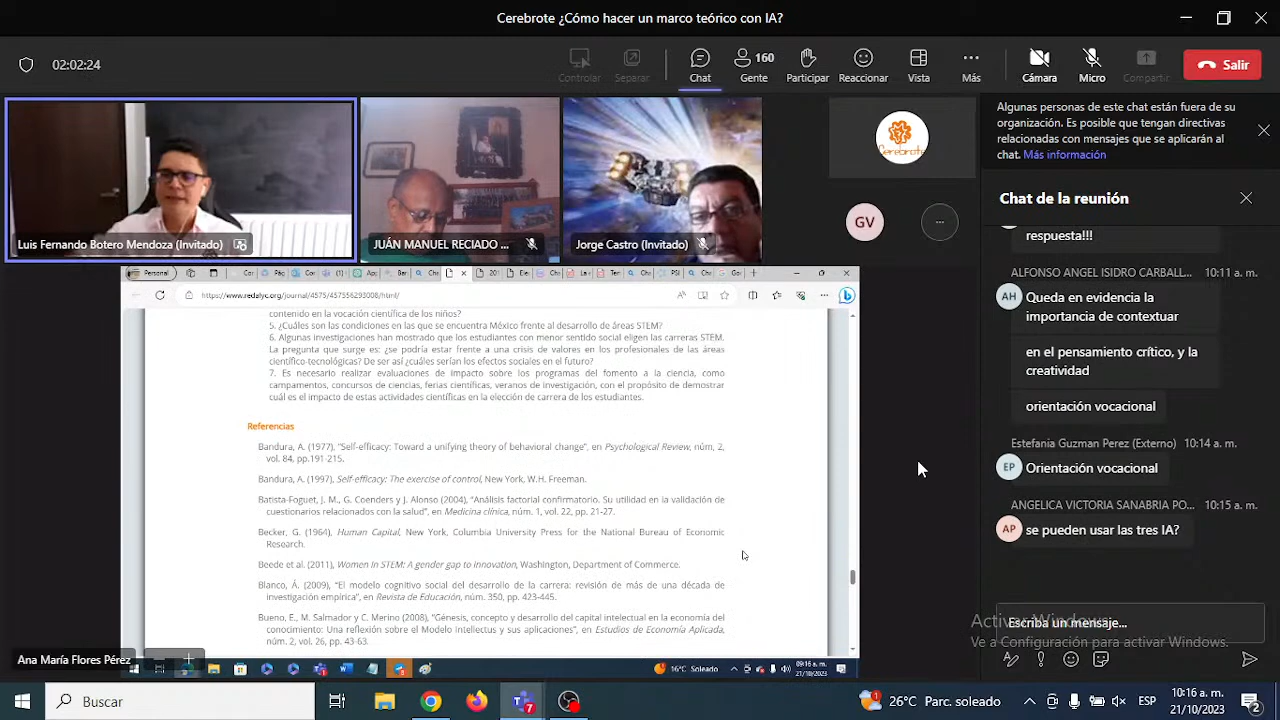 Cerebrote ¿Cómo hacer un marco teórico con IA?
02:02:24
Controlar
Separar
Chat
160
Gente
Participar
Reaccionar
Vista
Más
Cámara
Micro
Compartir
Salir
Luis Fernando Botero Mendoza (Invitado)
JUÁN MANUEL RECIADO ...
Jorge Castro (Invitado)
Cerebrote
GV
...
Algunas personas de este chat están fuera de su
organización. Es posible que tengan directivas
relacionadas con mensajes que se aplicarán al
chat. Más información
Chat de la reunión
respuesta!!!
ALFONSO ANGEL ISIDRO CARBALL... 10:11 a. m.
AH
Queda en evidencia la
importancia de contextuar
en el pensamiento crítico, y la
creatividad
orientación vocacional
Estefania Guzman Perez (Externo) 10:14 a. m.
EP
Orientación vocacional
ANGELICA VICTORIA SANABRIA PO... 10:15 a. m.
AP
se pueden usar las tres IA?
Escriba un mensaje...
Ve a Configuración para activar Windows.
Personal
https://www.redalyc.org/journal/4575/457556293008/html/
contenido en la vocación científica de los niños?
5. ¿Cuáles son las condiciones en las que se encuentra México frente al desarrollo de áreas STEM?
6. Algunas investigaciones han mostrado que los estudiantes con menor sentido social eligen las carreras STEM.
La pregunta que surge es: ¿se podría estar frente a una crisis de valores en los profesionales de las áreas
científico-tecnológicas? De ser así ¿cuáles serían los efectos sociales en el futuro?
7. Es necesario realizar evaluaciones de impacto sobre los programas del fomento a la ciencia, como
campamentos, concursos de ciencias, ferias científicas, veranos de investigación, con el propósito de demostrar
cuál es el impacto de estas actividades científicas en la elección de carrera de los estudiantes.
Referencias
Bandura, A. (1977), "Self-efficacy: Toward a unifying theory of behavioral change", en Psychological Review, núm, 2,
vol. 84, pp.191-215.
Bandura, A. (1997), Self-efficacy: The exercise of control, New York, W.H. Freeman.
Batista-Foguet, J. M., G. Coenders y J. Alonso (2004), "Análisis factorial confirmatorio. Su utilidad en la validación de
cuestionarios relacionados con la salud", en Medicina clínica, núm. 1, vol. 22, pp. 21-27.
Becker, G. (1964), Human Capital, New York, Columbia University Press for the National Bureau of Economic
Research.
Beede et al. (2011), Women in STEM: A gender gap to innovation, Washington, Department of Commerce.
Blanco, Á. (2009), "El modelo cognitivo social del desarrollo de la carrera: revisión de más de una década de
investigación empírica", en Revista de Educación, núm. 350, pp. 423-445.
Bueno, E., M. Salmador y C. Merino (2008), "Génesis, concepto y desarrollo del capital intelectual en la economía del
conocimiento: Una reflexión sobre el Modelo Intellectus y sus aplicaciones", en Estudios de Economía Aplicada,
núm. 2, vol. 26, pp. 43-63.
Ana María Flores Pérez
16°C Soleado
09:16 a. m.
21/10/2023
Buscar
7
26°C Parc. soleado
ESP
10:16 a. m.
21/10/2023
2